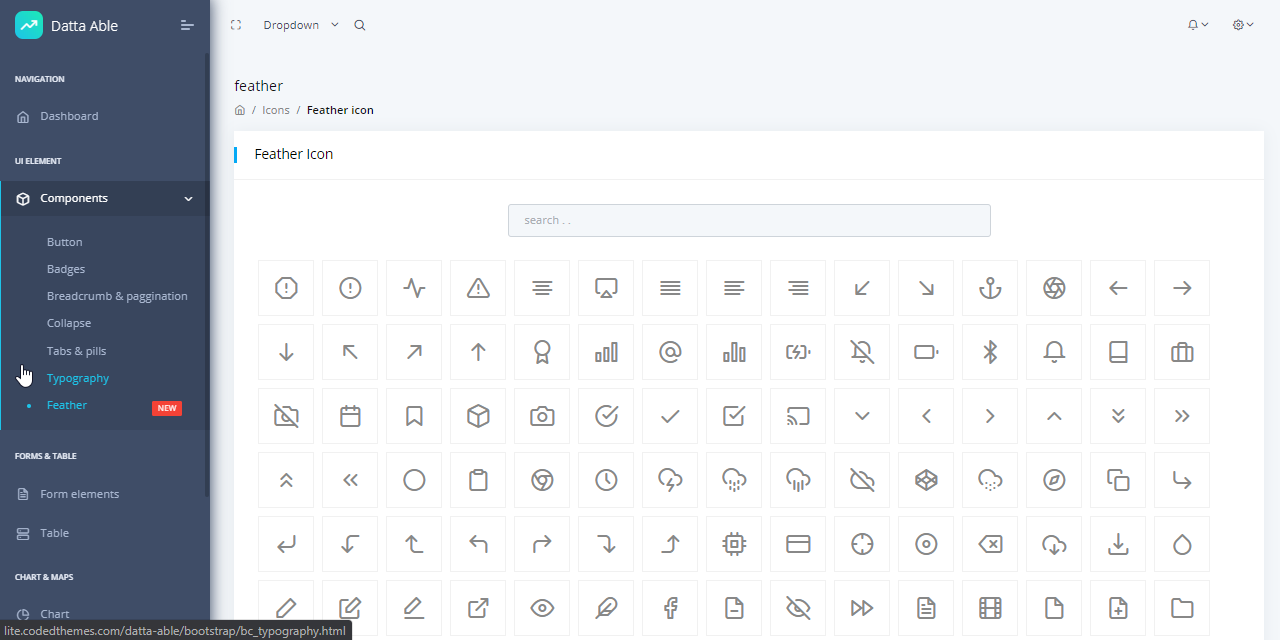 Datta Able
Dropdown
NAVIGATION
Dashboard
UI ELEMENT
Components
Button
Badges
Breadcrumb & paggination
Collapse
Tabs & pills
Typography
Feather
NEW
FORMS & TABLE
Form elements
Table
CHART & MAPS
Chart
feather
/ Icons / Feather icon
Feather Icon
search . .
lite.codedthemes.com/datta-able/bootstrap/bc_typography.html